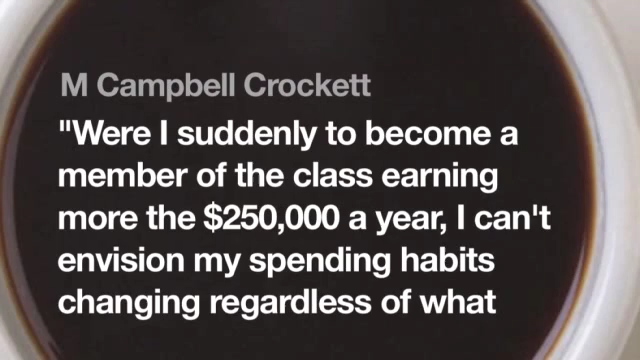 M Campbell Crockett
"Were I suddenly to become a
member of the class earning
more the $250,000 a year, I can't
envision my spending habits
changing regardless of what